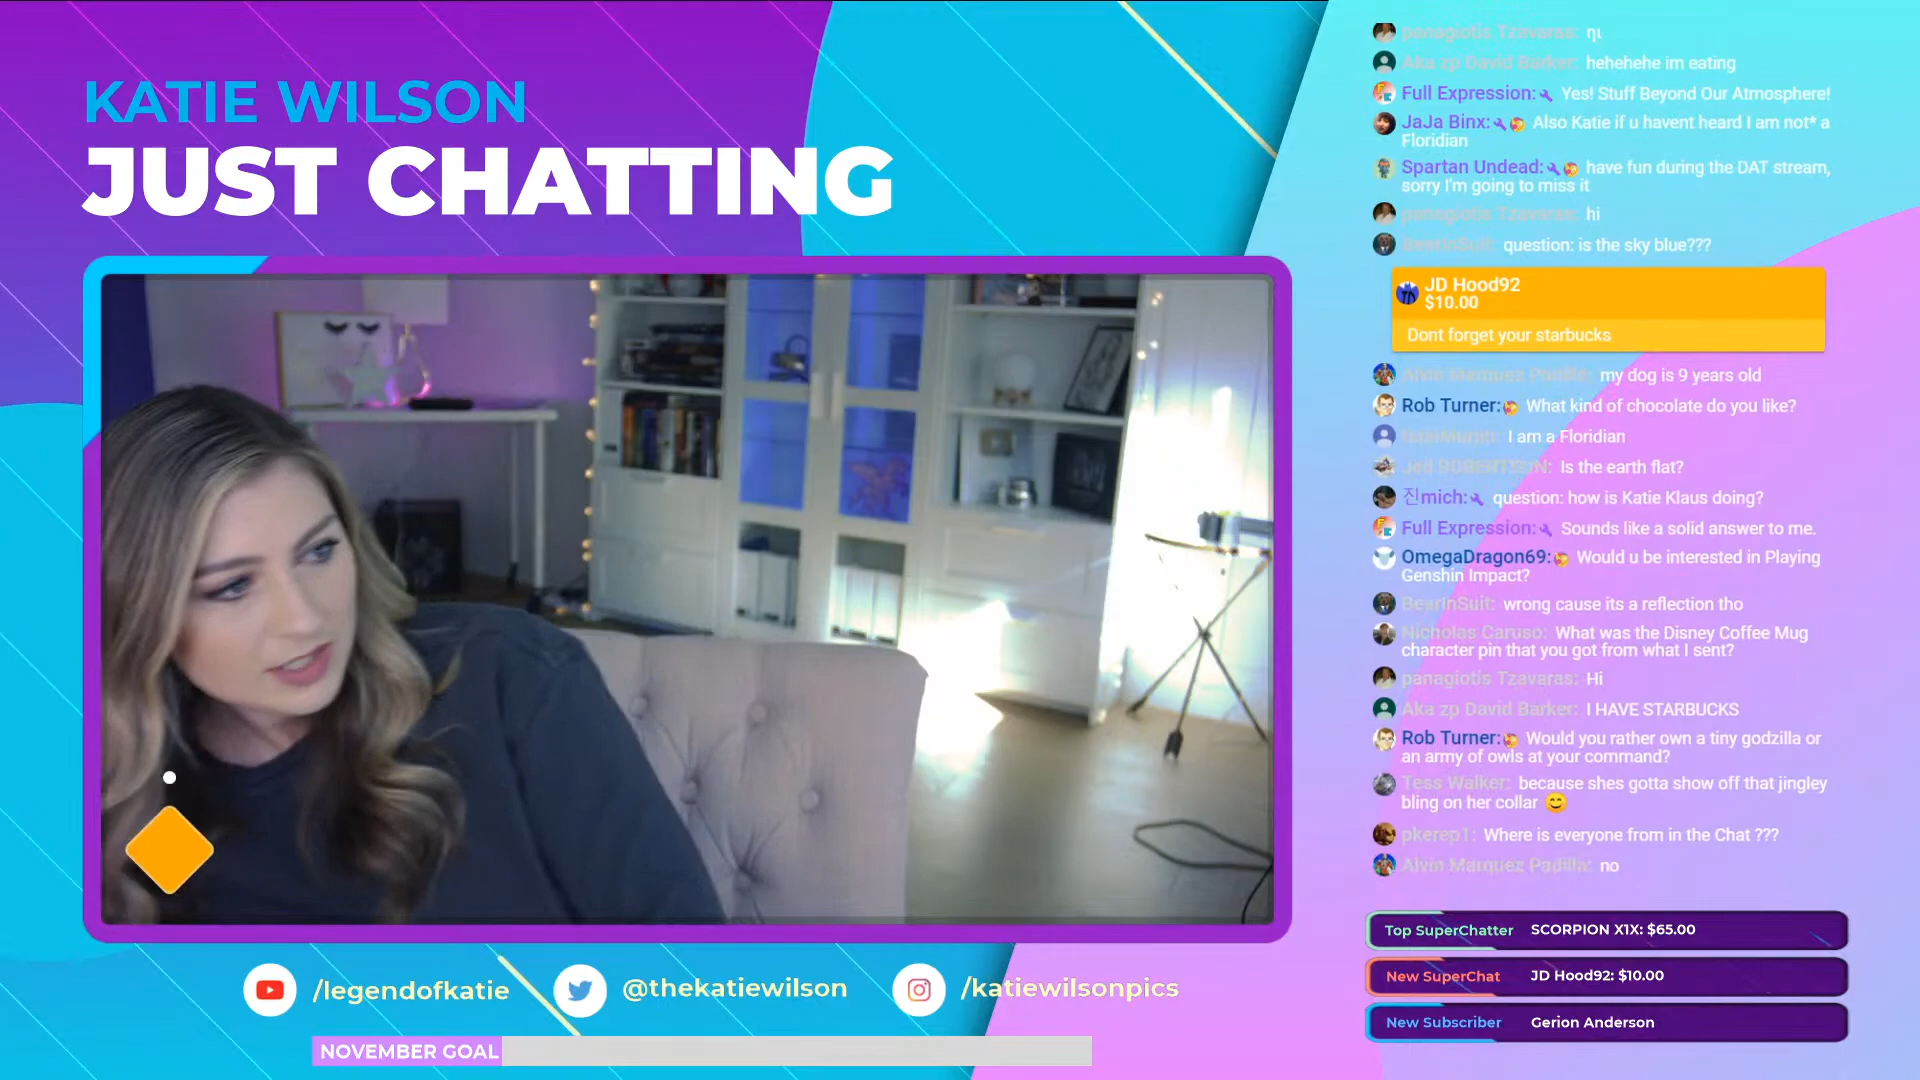 KATIE WILSON
JUST CHATTING
panagiotis Tzavaras: ηι
Aka zp David Barker: hehehehe im eating
Full Expression: Yes! Stuff Beyond Our Atmosphere!
JaJa Binx: Also Katie if u havent heard I am not* a
Floridian
Spartan Undead: have fun during the DAT stream,
sorry I'm going to miss it
panagiotis Tzavaras: hi
BearInSuit: question: is the sky blue???
JD Hood92
$10.00
Dont forget your starbucks
Alvin Marquez Padilla: my dog is 9 years old
Rob Turner: What kind of chocolate do you like?
I am a Floridian
Jed ROBERTSON: Is the earth flat?
진mich: question: how is Katie Klaus doing?
Full Expression: Sounds like a solid answer to me.
OmegaDragon69: Would u be interested in Playing
Genshin Impact?
BearInSuit: wrong cause its a reflection tho
Nicholas Caruso: What was the Disney Coffee Mug
character pin that you got from what I sent?
panagiotis Tzavaras: Hi
Aka zp David Barker: I HAVE STARBUCKS
Rob Turner: Would you rather own a tiny godzilla or
an army of owls at your command?
Tess Walker: because shes gotta show off that jingley
bling on her collar 😊
pkerep1: Where is everyone from in the Chat ???
Alvin Marquez Padilla: no
Top SuperChatter SCORPION X1X: $65.00
New SuperChat JD Hood92: $10.00
New Subscriber Gerion Anderson
/legendofkatie
@thekatiewilson
/katiewilsonpics
NOVEMBER GOAL